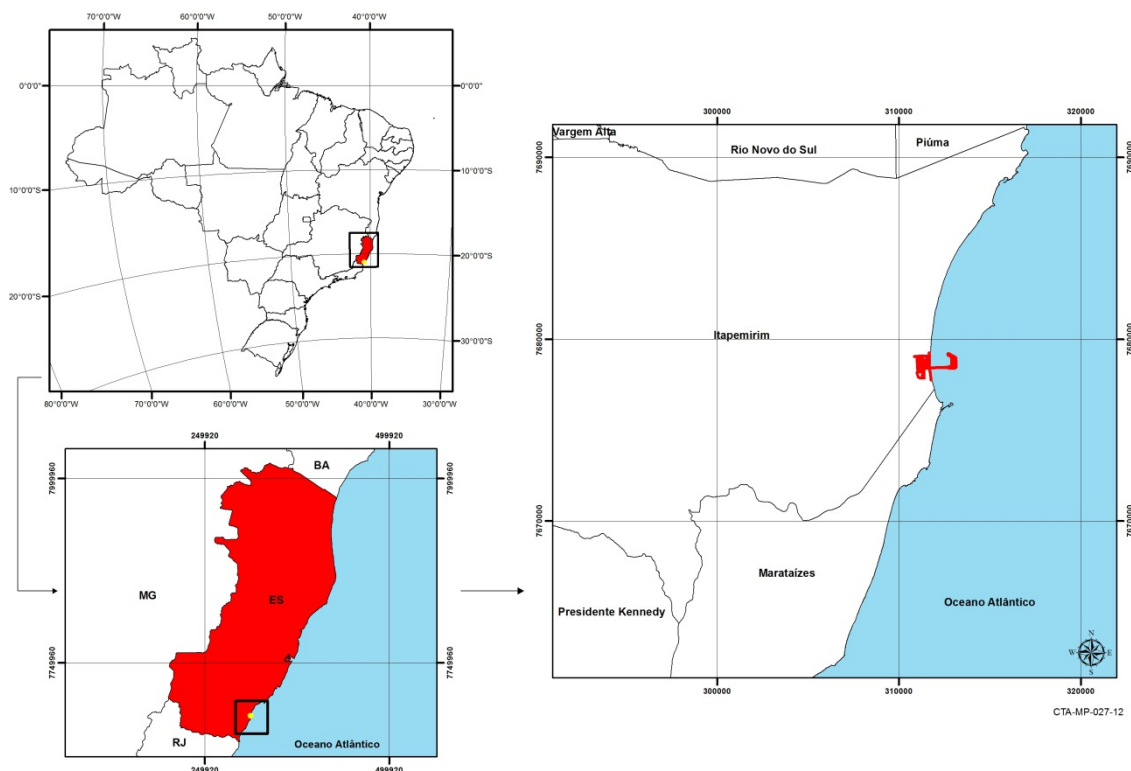 70°0'0"W
60°0'0"W
50°0'0"W
40°0'0"W
0°0'0"
0°0'0"
10°0'0"S
10°0'0"S
20°0'0"S
20°0'0"S
30°0'0"S
80°0'0"W
70°0'0"W
60°0'0"W
50°0'0"W
40°0'0"W
30°0'0"W
249920
499920
BA
7999960
7999960
MG
ES
7749960
7749960
RJ
Oceano Atlântico
249920
499920
300000
310000
320000
Vargem Alta
Rio Novo do Sul
Piúma
7690000
7690000
Itapemirim
7680000
7680000
7670000
7670000
Marataízes
Presidente Kennedy
Oceano Atlântico
N
W
E
S
300000
310000
320000
CTA-MP-027-12